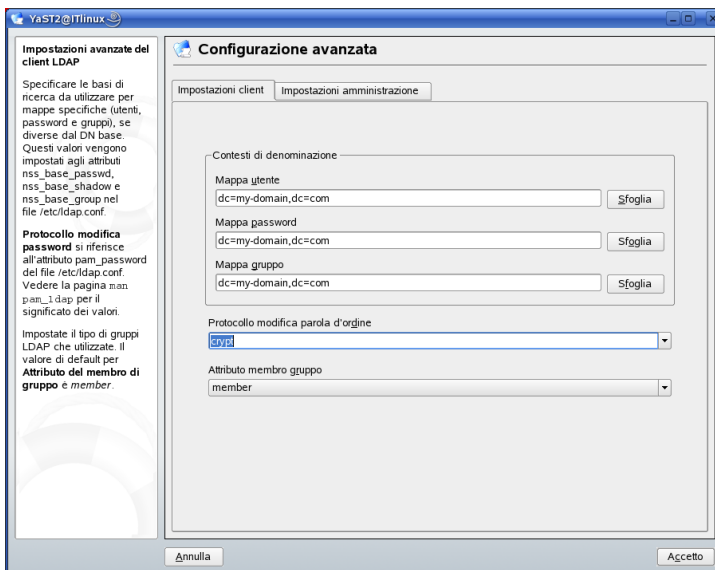 YaST2@ITlinux
Impostazioni avanzate del
client LDAP
Specificare le basi di
ricerca da utilizzare per
mappe specifiche (utenti,
password e gruppi), se
diverse dal DN base.
Questi valori vengono
impostati agli attributi
nss_base_passwd,
nss_base_shadow e
nss_base_group nel
file /etc/ldap.conf.
Protocollo modifica
password si riferisce
all'attributo pam_password
del file /etc/ldap.conf.
Vedere la pagina man
pam_ldap per il
significato dei valori.
Impostate il tipo di gruppi
LDAP che utilizzate. Il
valore di default per
Attributo del membro di
gruppo è member.
Configurazione avanzata
Impostazioni client
Impostazioni amministrazione
Contesti di denominazione
Mappa utente
dc=my-domain,dc=com
Sfoglia
Mappa password
dc=my-domain,dc=com
Sfoglia
Mappa gruppo
dc=my-domain,dc=com
Sfoglia
Protocollo modifica parola d'ordine
crypt
Attributo membro gruppo
member
Annulla
Accetto